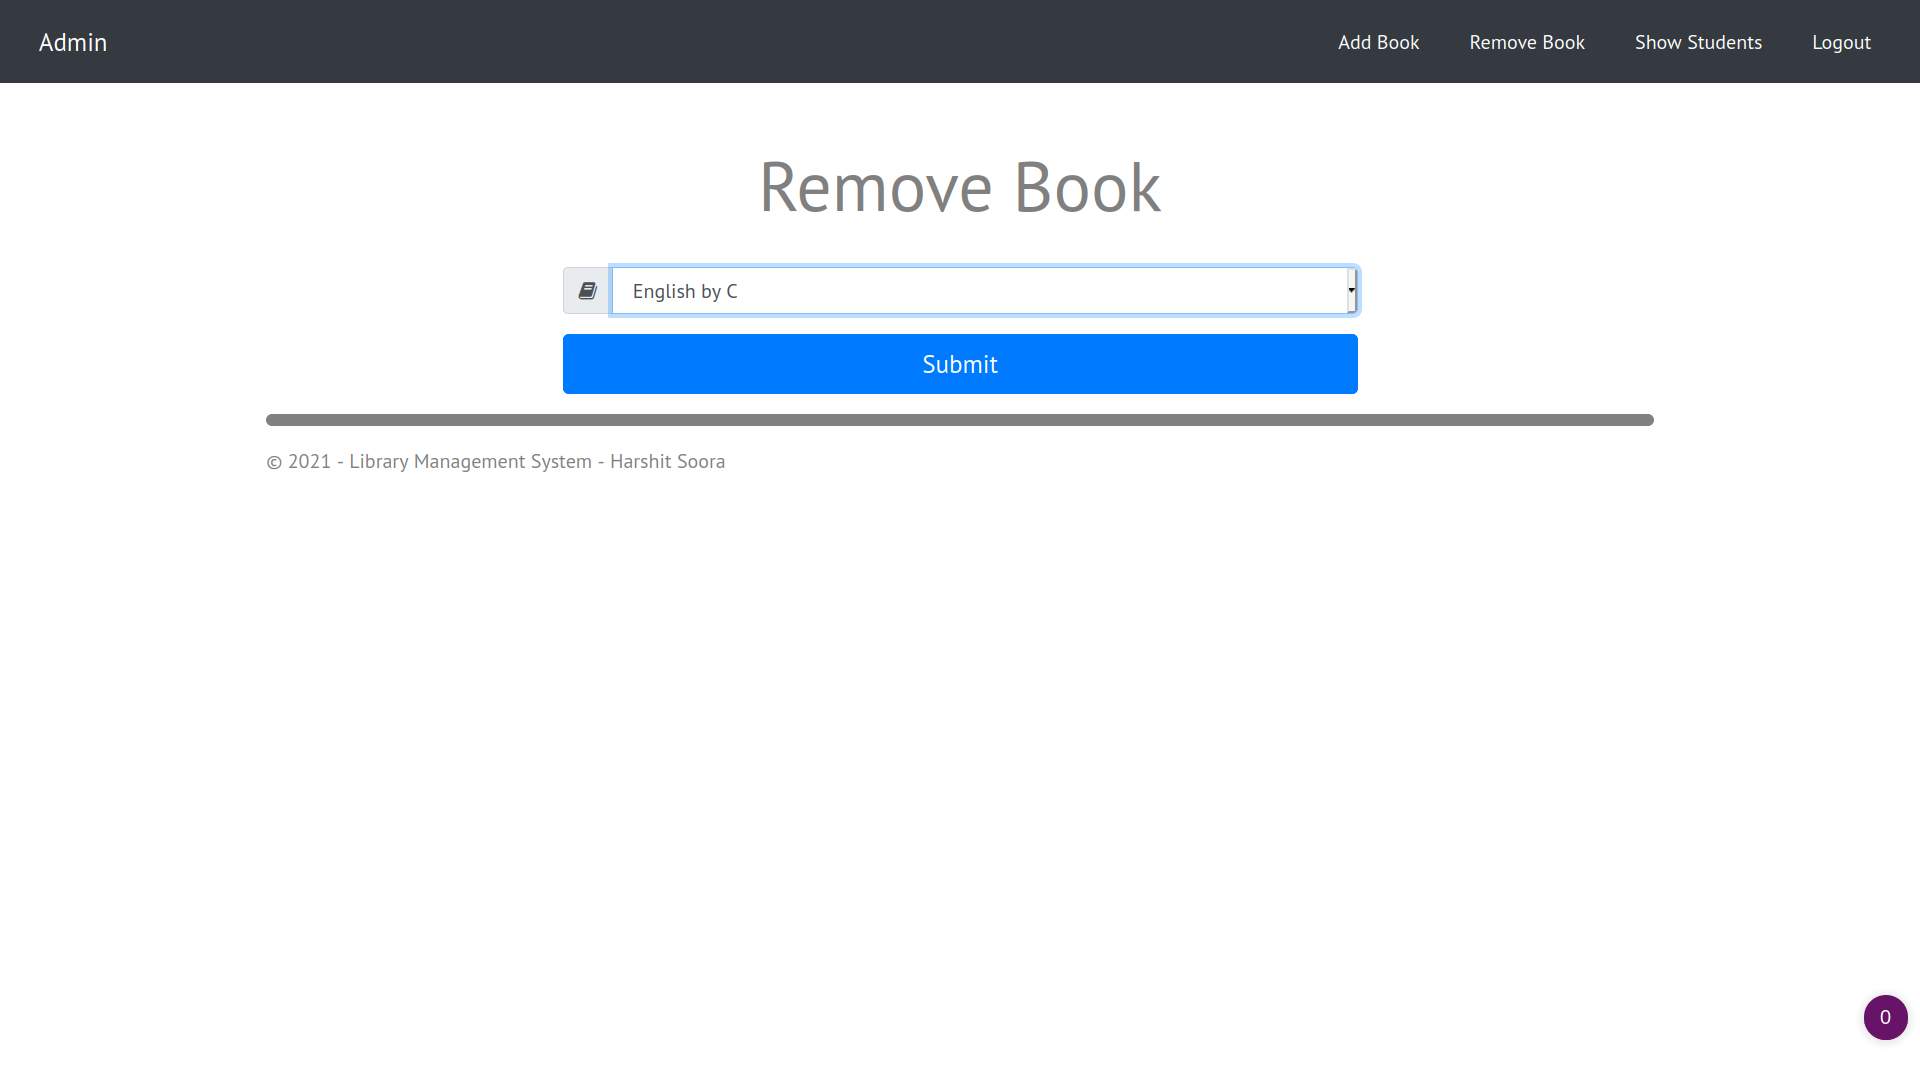 Admin
Add Book
Remove Book
Show Students
Logout
Remove Book
English by C
Submit
© 2021 - Library Management System - Harshit Soora
0